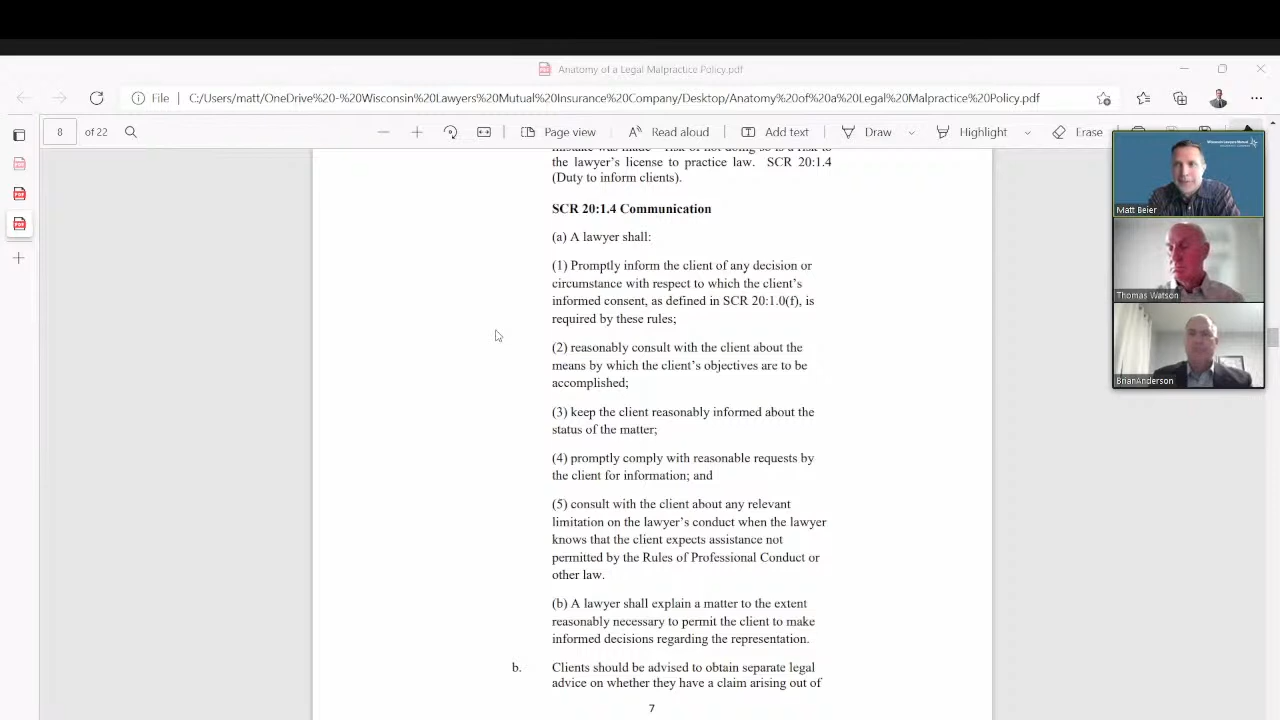 Anatomy of a Legal Malpractice Policy.pdf
File
C:/Users/matt/OneDrive%20-%20Wisconsin%20Lawyers%20Mutual%20Insurance%20Company/Desktop/Anatomy%20of%20a%20Legal%20Malpractice%20Policy.pdf
8 of 22
Page view
Read aloud
Add text
Draw
Highlight
Erase
the lawyer's license to practice law. SCR 20:1.4
(Duty to inform clients).
SCR 20:1.4 Communication
(a) A lawyer shall:
(1) Promptly inform the client of any decision or
circumstance with respect to which the client's
informed consent, as defined in SCR 20:1.0(f), is
required by these rules;
(2) reasonably consult with the client about the
means by which the client's objectives are to be
accomplished;
(3) keep the client reasonably informed about the
status of the matter;
(4) promptly comply with reasonable requests by
the client for information; and
(5) consult with the client about any relevant
limitation on the lawyer's conduct when the lawyer
knows that the client expects assistance not
permitted by the Rules of Professional Conduct or
other law.
(b) A lawyer shall explain a matter to the extent
reasonably necessary to permit the client to make
informed decisions regarding the representation.
b. Clients should be advised to obtain separate legal
advice on whether they have a claim arising out of
7
Wisconsin Lawyers Mutual
Matt Beier
Thomas Watson
BrianAnderson